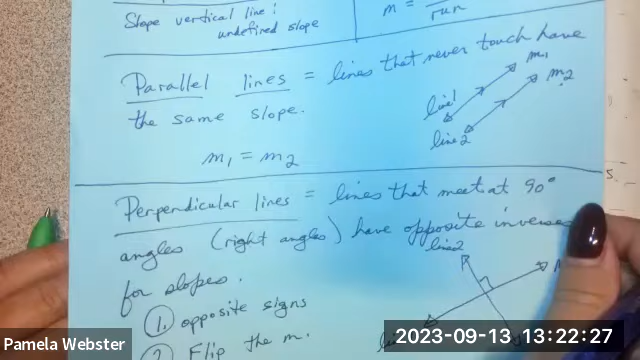 Slope vertical line:
undefined slope
m =
run
Parallel lines = lines that never touch have
the same slope.
line1
m1
line2
m2
m1 = m2
Perpendicular lines = lines that meet at 90°
angles (right angles) have opposite inverses
for slopes.
line2
① opposite signs
② Flip the m.
Pamela Webster
2023-09-13 13:22:27